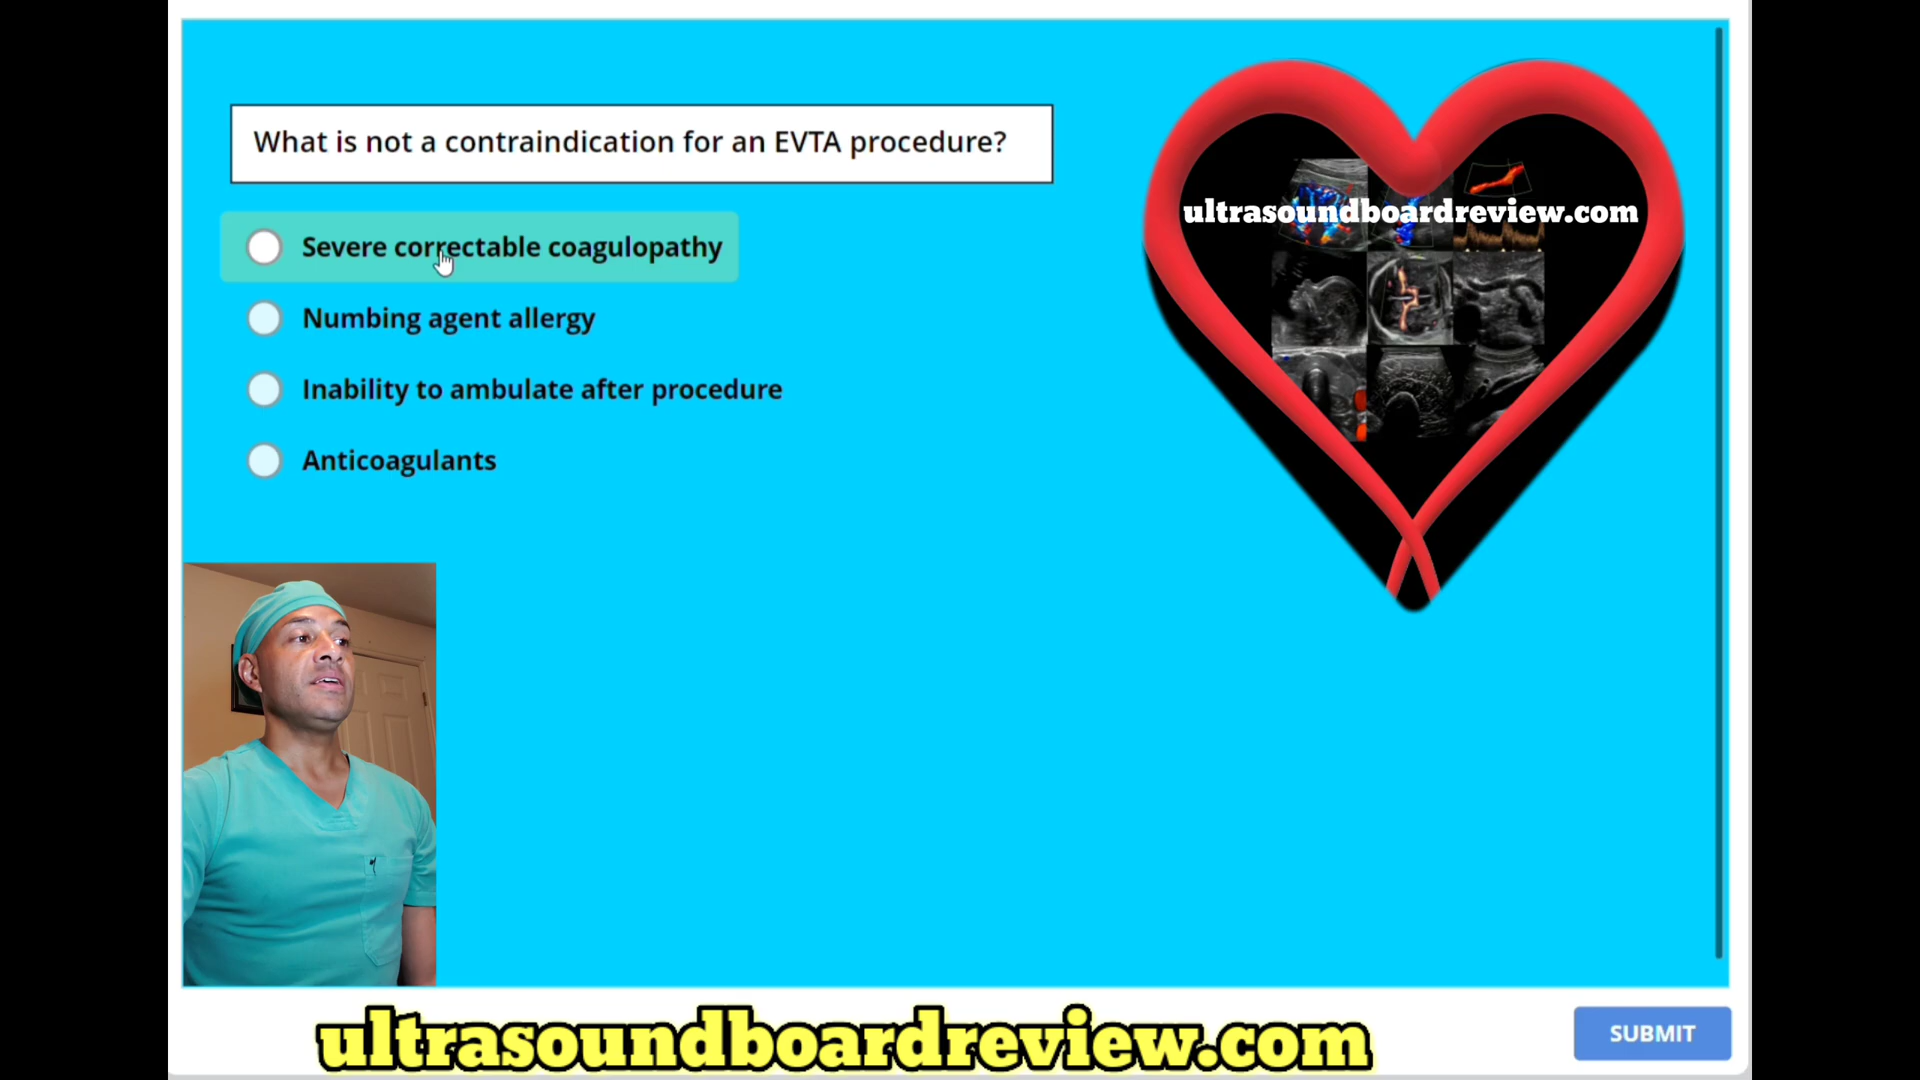 What is not a contraindication for an EVTA procedure?
Severe correctable coagulopathy
Numbing agent allergy
Inability to ambulate after procedure
Anticoagulants
ultrasoundboardreview.com
ultrasoundboardreview.com
SUBMIT